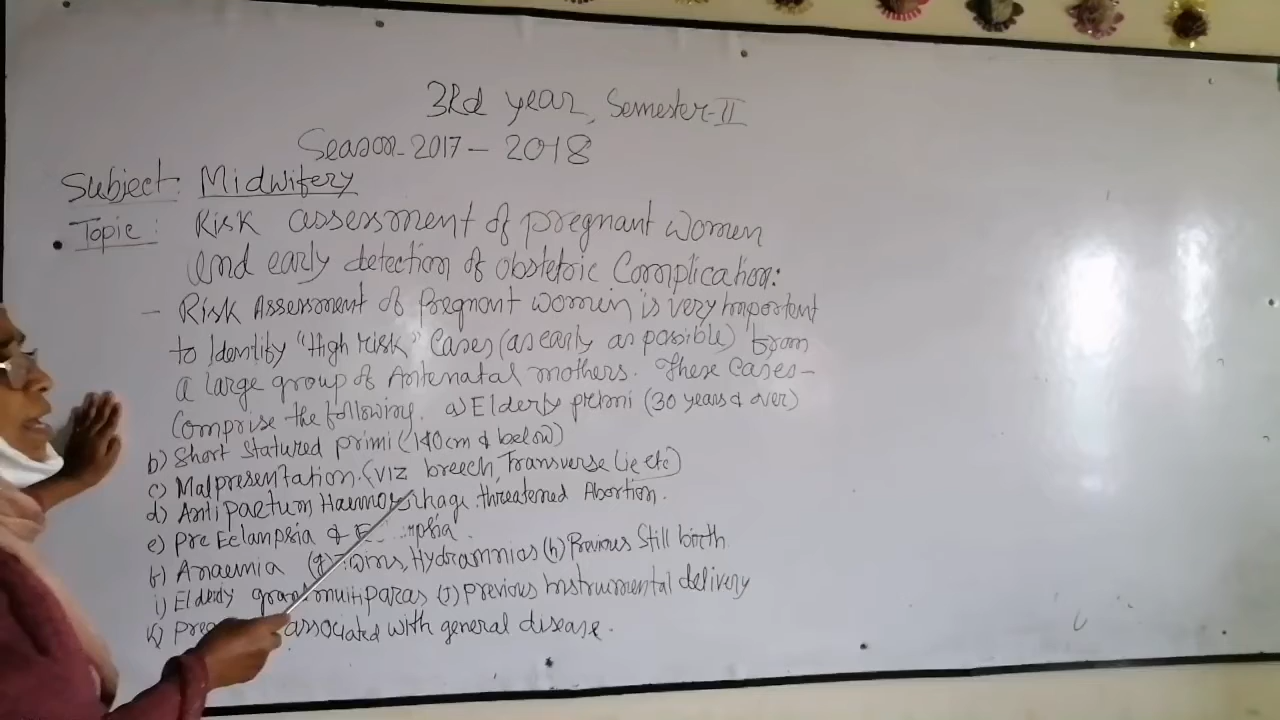 3Rd year, Semester-II
Season-2017-2018
Subject: Midwifery
Topic: Risk assessment of pregnant women
and early detection of obstetric Complication:
- Risk Assessment of Pregnant women is very important
to Identify "High risk" Cases (as early as possible) from
a large group of Antenatal mothers. These Cases-
Comprise the following. a) Elderly primi (30 years & over)
b) Short Statured primi (140cm & below)
c) Malpresentation. (viz breech, Transverse lie etc)
d) Antipaetum Haemorrhage. threatened Abortion.
e) Pre Eclampsia &
f) Anaemia (g) Twins, Hydramnios (h) Previous Still birth
i) Elderly grand multiparas (J) previous Instrumental delivery
K) associated with general disease.